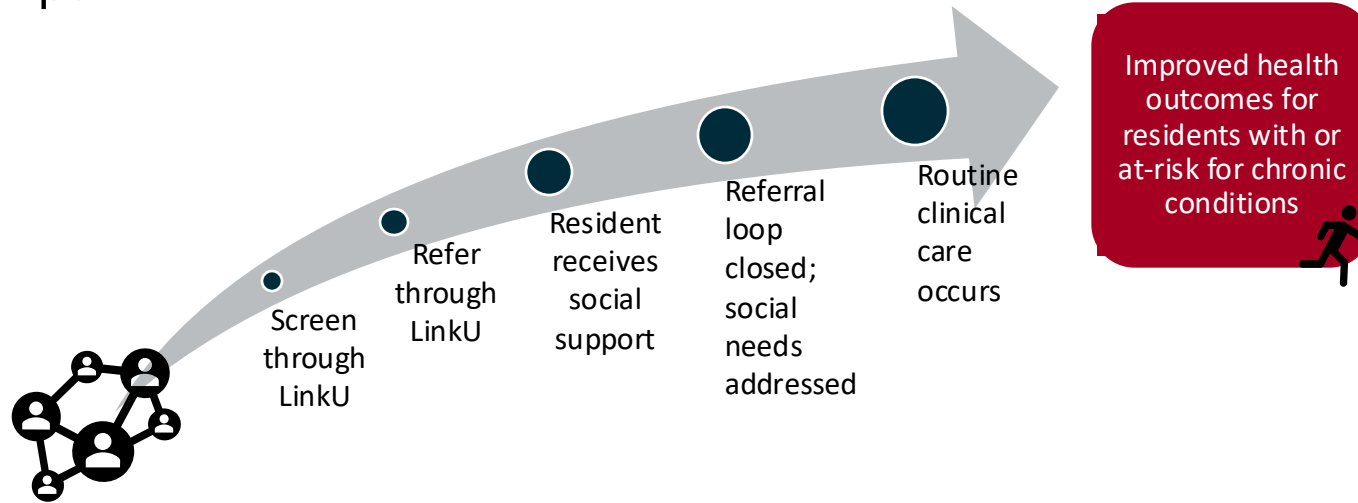 Screen
through
LinkU
Refer
through
LinkU
Resident
receives
social
support
Referral
loop
closed;
social
needs
addressed
Routine
clinical
care
occurs
Improved health
outcomes for
residents with or
at-risk for chronic
conditions